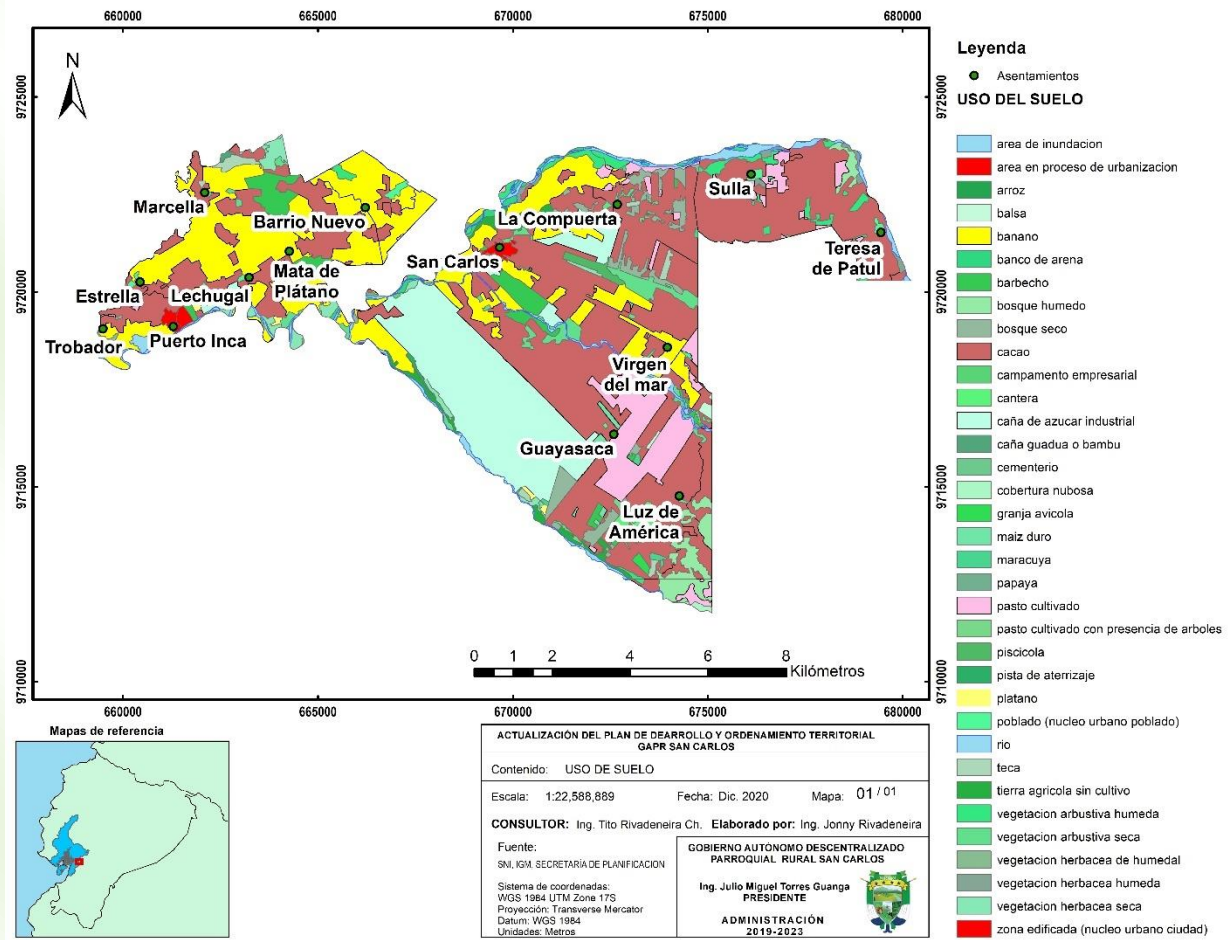 660000 665000 670000 675000 680000
N
9725000
9720000
9715000
9710000
9725000
9720000
9715000
9710000
Marcella
Barrio Nuevo
La Compuerta
Sulla
San Carlos
Teresa
de Patul
Mata de
Plátano
Estrella
Lechugal
Trobador
Puerto Inca
Virgen
del mar
Guayasaca
Luz de
América
0 1 2 4 6 8
Kilómetros
660000 665000 670000 675000 680000
Leyenda
Asentamientos
USO DEL SUELO
area de inundacion
area en proceso de urbanizacion
arroz
balsa
banano
banco de arena
barbecho
bosque humedo
bosque seco
cacao
campamento empresarial
cantera
caña de azucar industrial
caña guadua o bambu
cementerio
cobertura nubosa
granja avicola
maiz duro
maracuya
papaya
pasto cultivado
pasto cultivado con presencia de arboles
piscicola
pista de aterrizaje
platano
poblado (nucleo urbano poblado)
rio
teca
tierra agricola sin cultivo
vegetacion arbustiva humeda
vegetacion arbustiva seca
vegetacion herbacea de humedal
vegetacion herbacea humeda
vegetacion herbacea seca
zona edificada (nucleo urbano ciudad)
Mapas de referencia
ACTUALIZACIÓN DEL PLAN DE DEARROLLO Y ORDENAMIENTO TERRITORIAL
GAPR SAN CARLOS
Contenido: USO DE SUELO
Escala: 1:22,588,889 Fecha: Dic. 2020 Mapa: 01 / 01
CONSULTOR: Ing. Tito Rivadeneira Ch. Elaborado por: Ing. Jonny Rivadeneira
Fuente:
SNI, IGM, SECRETARÍA DE PLANIFICACION
Sistema de coordenadas:
WGS 1984 UTM Zone 17S
Proyección: Transverse Mercator
Datum: WGS 1984
Unidades: Metros
GOBIERNO AUTÓNOMO DESCENTRALIZADO
PARROQUIAL RURAL SAN CARLOS
Ing. Julio Miguel Torres Guanga
PRESIDENTE
ADMINISTRACIÓN
2019-2023